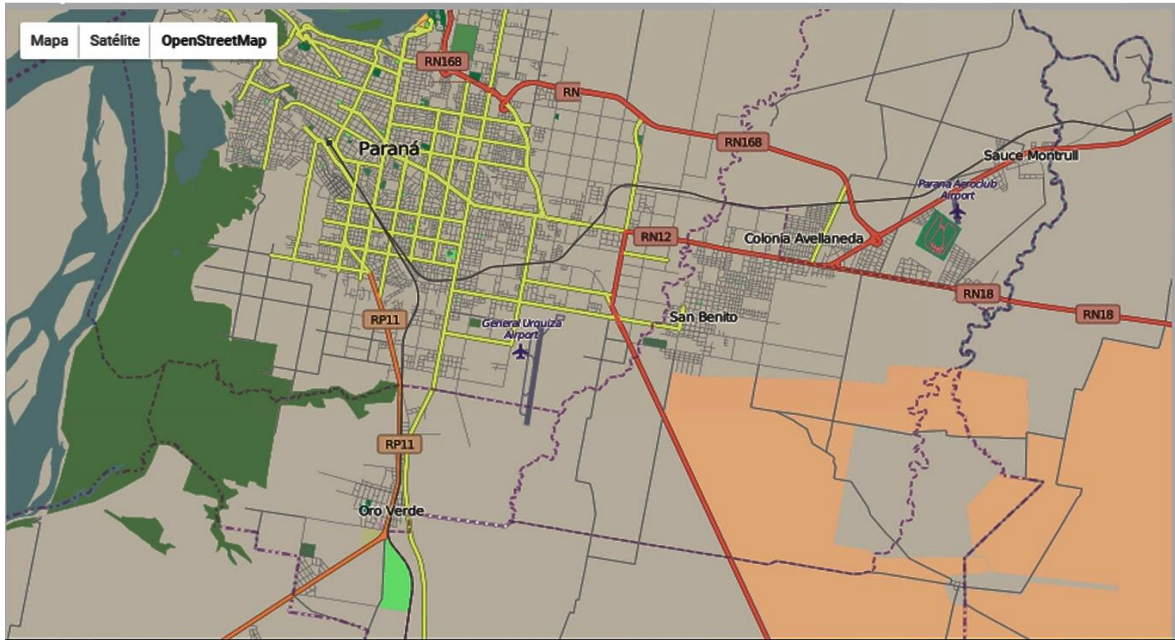 Mapa Satélite OpenStreetMap
RN168
RN
Paraná
RN168
Sauce Montrull
Parana Aeroclub
Airport
RN12
Colonia Avellaneda
RN18
RN18
RP11
General Urquiza
Airport
San Benito
RP11
Oro Verde